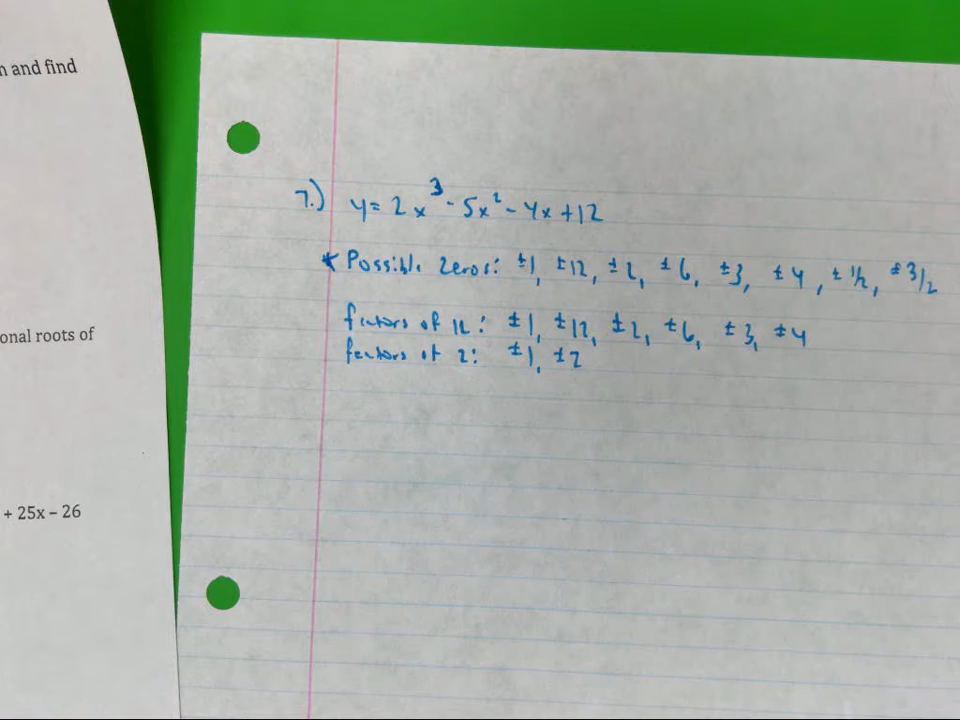 n and find
onal roots of
+ 25x – 26
7.) y = 2x³ - 5x² - 4x + 12
* Possible zeros: ±1, ±12, ±2, ±6, ±3, ±4, ± 1/2, ± 3/2
factors of 12: ±1, ±12, ±2, ±6, ±3, ±4
factors of 2: ±1, ±2